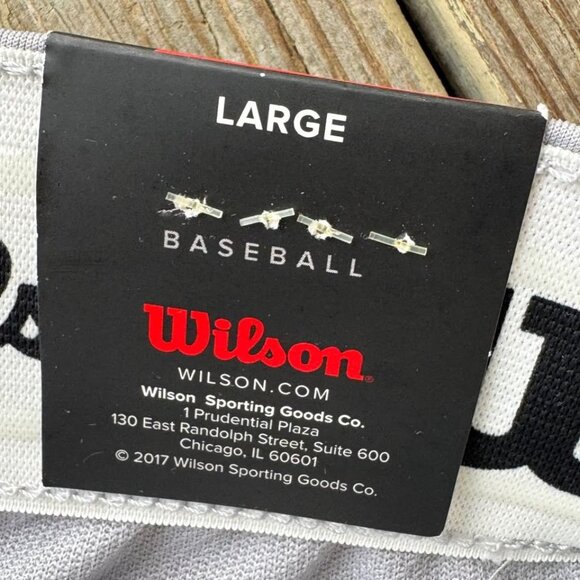 LARGE
BASEBALL
Wilson®
WILSON.COM
Wilson Sporting Goods Co.
1 Prudential Plaza
130 East Randolph Street, Suite 600
Chicago, IL 60601
© 2017 Wilson Sporting Goods Co.